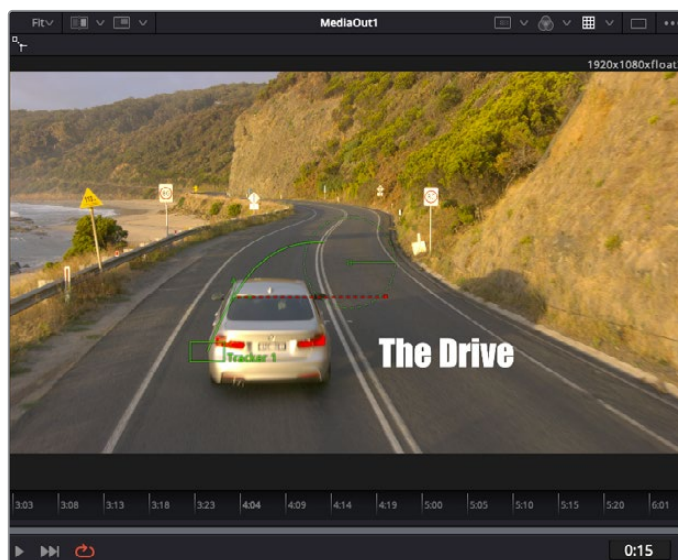 Fit
MediaOut1
1920x1080xfloat
Tracker 1
The Drive
3:03 3:08 3:13 3:18 3:23 4:04 4:09 4:14 4:19 5:00 5:05 5:10 5:15 5:20 6:01
0:15